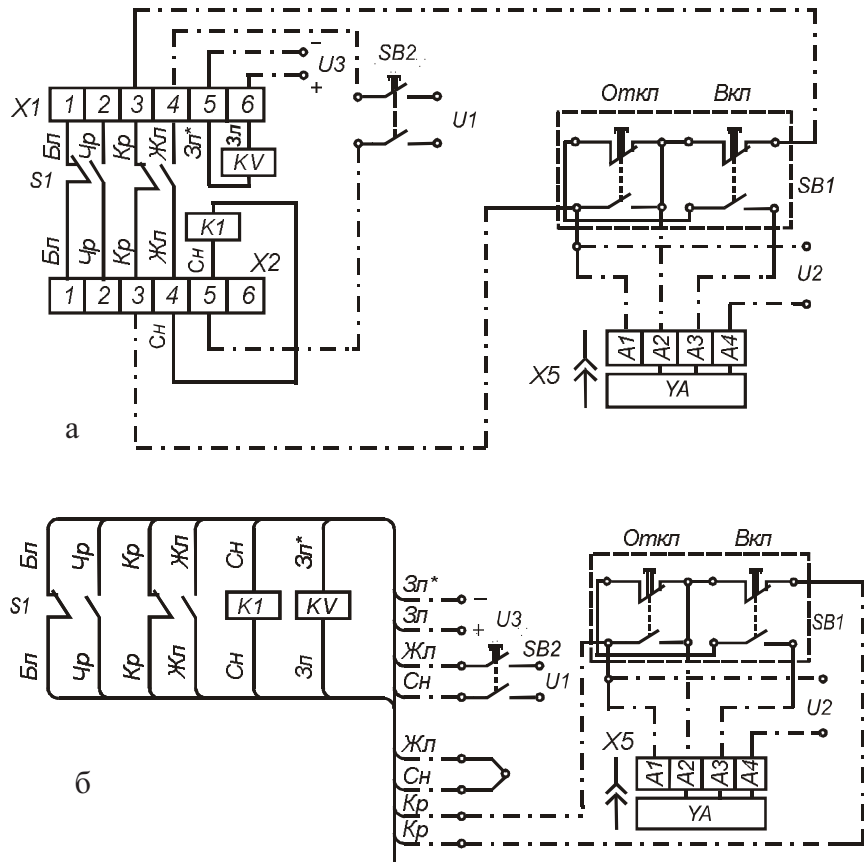 − U3 SB2
+
X1 1 2 3 4 5 6 U1 Откл Вкл
Бл Чр Кр Жл Зл* Зл
KV
S1 SB1
K1
Бл Чр Кр Жл Сн X2
1 2 3 4 5 6 U2
Сн
A1 A2 A3 A4
X5 YA
а
Откл Вкл
Бл Чр Кр Жл Сн Зл*
Зл* −
S1 K1 KV SB1
Зл + U3
Жл SB2
Бл Чр Кр Жл Сн Зл
Сн U1
U2
Жл X5
б Сн A1 A2 A3 A4
Кр YA
Кр